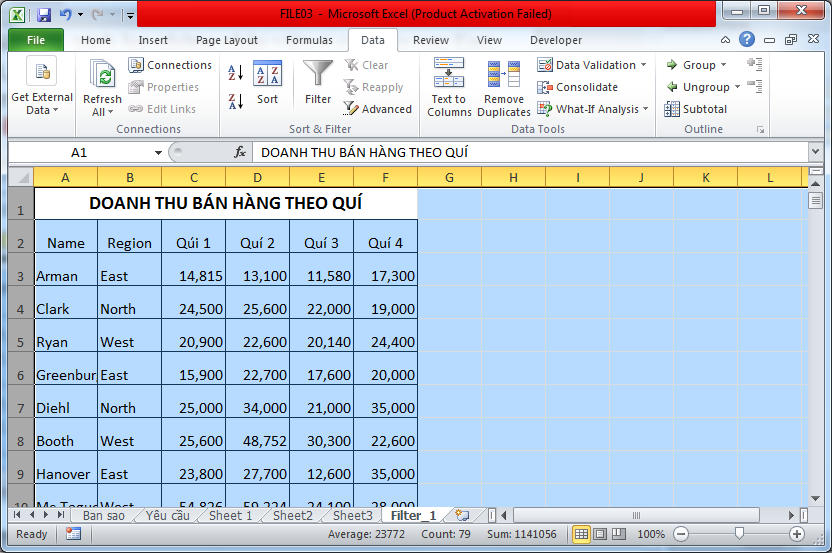 FILE03 - Microsoft Excel (Product Activation Failed)
File Home Insert Page Layout Formulas Data Review View Developer
Get External Data
Refresh All
Connections
Properties
Edit Links
Connections
Sort
Filter
Clear
Reapply
Advanced
Sort & Filter
Text to Columns
Remove Duplicates
Data Validation
Consolidate
What-If Analysis
Data Tools
Group
Ungroup
Subtotal
Outline
A1 fx DOANH THU BÁN HÀNG THEO QUÍ
A B C D E F G H I J K L
1 DOANH THU BÁN HÀNG THEO QUÍ
2 Name Region Qúi 1 Quí 2 Quí 3 Quí 4
3 Arman East 14,815 13,100 11,580 17,300
4 Clark North 24,500 25,600 22,000 19,000
5 Ryan West 20,900 22,600 20,140 24,400
6 Greenburg East 15,900 22,700 17,600 20,000
7 Diehl North 25,000 34,000 21,000 35,000
8 Booth West 25,600 48,752 30,300 22,600
9 Hanover East 23,800 27,700 12,600 35,000
10 West 54,826 59,224 24,100 28,000
Ban sao Yêu cầu Sheet 1 Sheet2 Sheet3 Filter_1
Ready Average: 23772 Count: 79 Sum: 1141056 100%